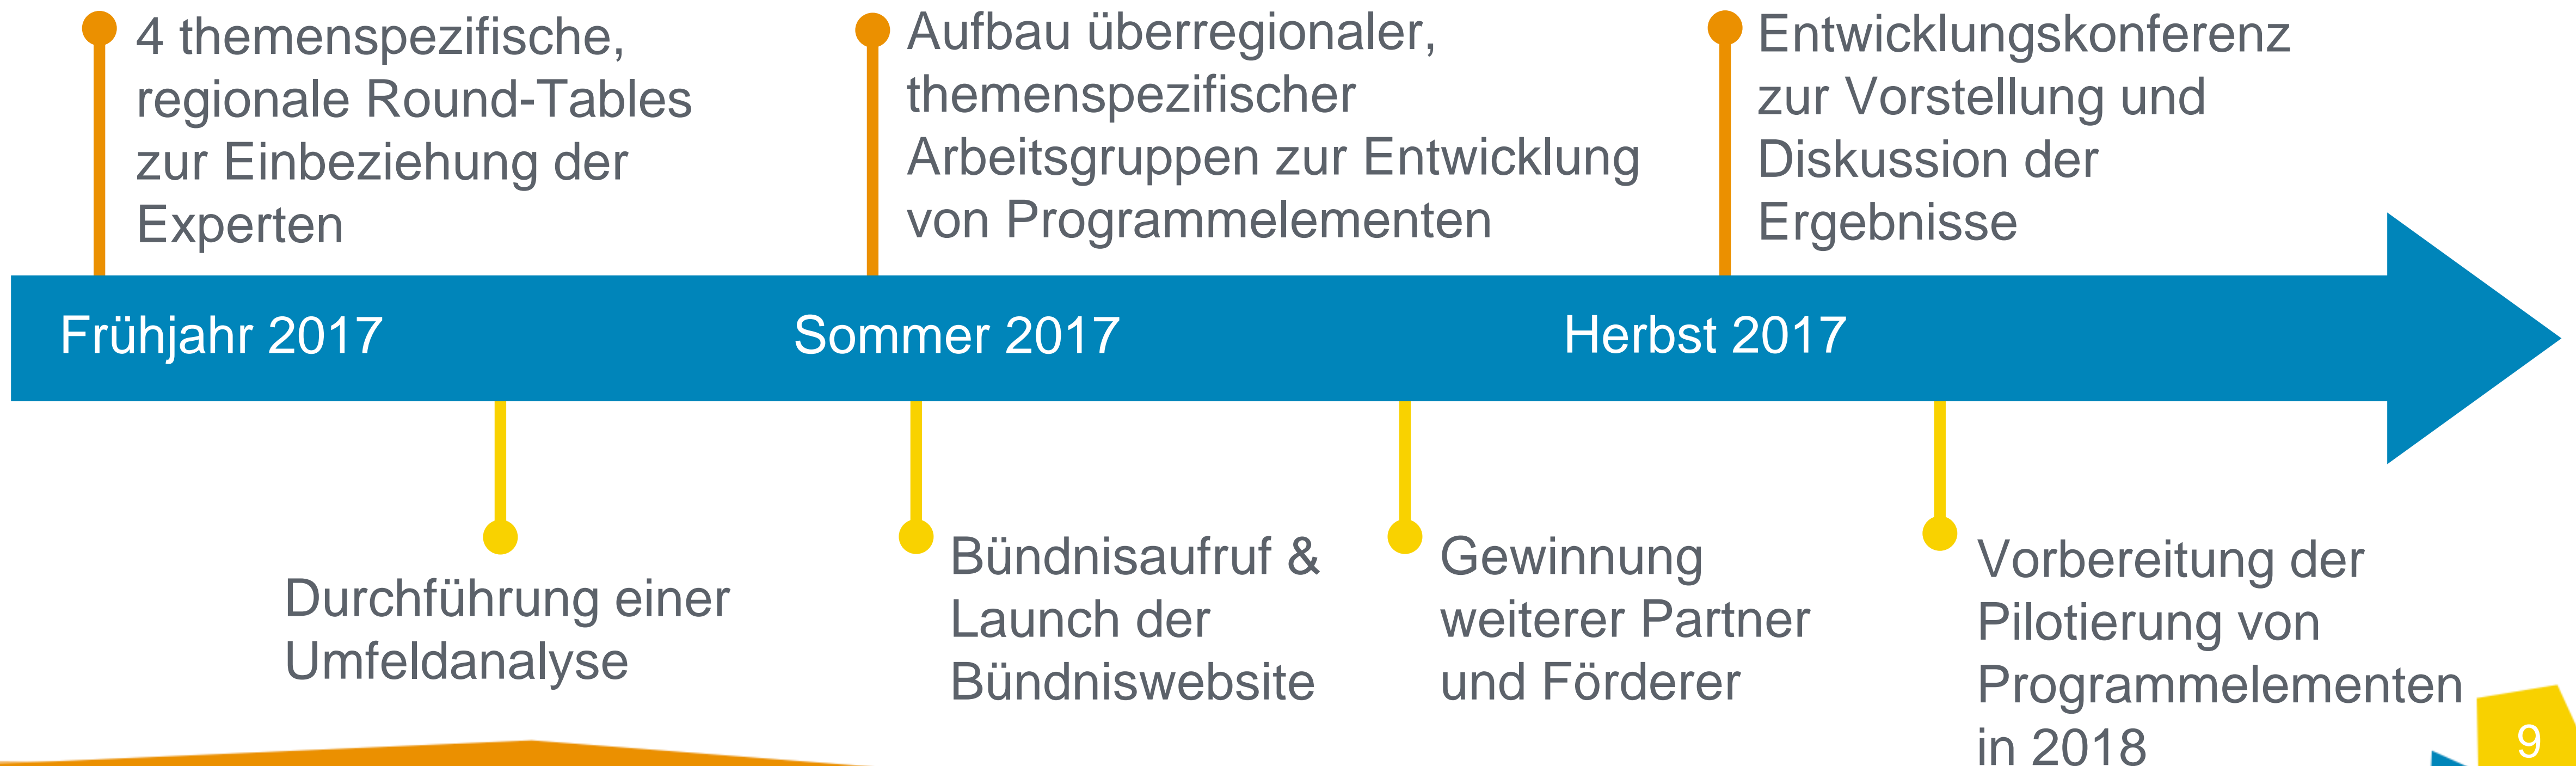 4 themenspezifische,
regionale Round-Tables
zur Einbeziehung der
Experten
Aufbau überregionaler,
themenspezifischer
Arbeitsgruppen zur Entwicklung
von Programmelementen
Entwicklungskonferenz
zur Vorstellung und
Diskussion der
Ergebnisse
Frühjahr 2017
Sommer 2017
Herbst 2017
Durchführung einer
Umfeldanalyse
Bündnisaufruf &
Launch der
Bündniswebsite
Gewinnung
weiterer Partner
und Förderer
Vorbereitung der
Pilotierung von
Programmelementen
in 2018
9